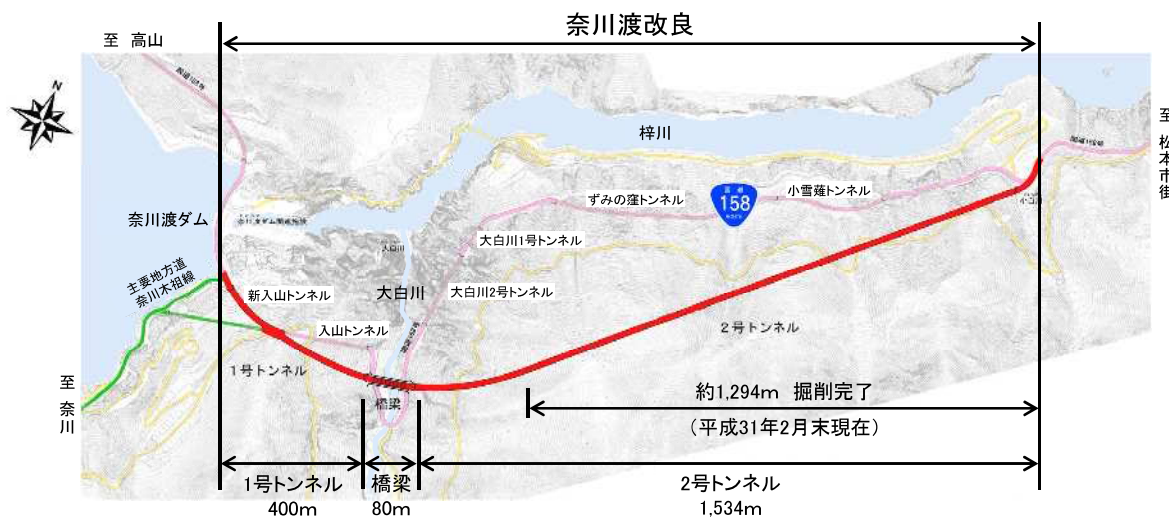 奈川渡改良
至 高山
N
梓川
至 松本市街
ずみの窪トンネル
国道
158
ROUTE
小雪薙トンネル
奈川渡ダム
大白川1号トンネル
大白川
大白川2号トンネル
主要地方道
奈川木祖線
新入山トンネル
入山トンネル
1号トンネル
2号トンネル
橋梁
至 奈川
約1,294m 掘削完了
(平成31年2月末現在)
1号トンネル
400m
橋梁
80m
2号トンネル
1,534m